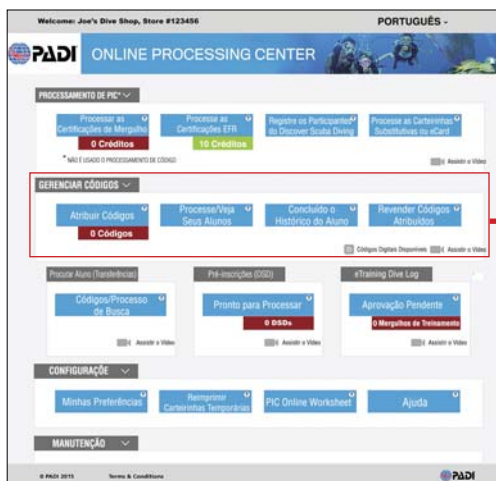 Welcome: Joe's Dive Shop, Store #123456
PORTUGUÊS -
PADI
ONLINE PROCESSING CENTER
PROCESSAMENTO DE PIC*
Processar as
Certificações de Mergulho
0 Créditos
Processar as
Certificações EFR
10 Créditos
Registre os Participantes
do Discover Scuba Diving
Processe as Carteirinhas
Substitutivas ou eCard
* NÃO É USADO O PROCESSAMENTO DE CÓDIGO
Assistir o Vídeo
GERENCIAR CÓDIGOS
Atribuir Códigos
0 Códigos
Processe/Veja
Seus Alunos
Concluído o
Histórico do Aluno
Revender Códigos
Atribuídos
Códigos Digitais Disponíveis
Assistir o Vídeo
Procurar Aluno (Transferências)
Códigos/Processo
de Busca
Assistir o Vídeo
Pré-inscrições (DSD)
Pronto para Processar
0 DSDs
Assistir o Vídeo
eTraining Dive Log
Aprovação Pendente
0 Mergulhos de Treinamento
Assistir o Vídeo
CONFIGURAÇÕE
Minhas Preferências
Reimprimir
Carteirinhas Temporárias
PIC Online Worksheet
Ajuda
MANUTENÇÃO
© PADI 2015
Terms & Conditions
PADI